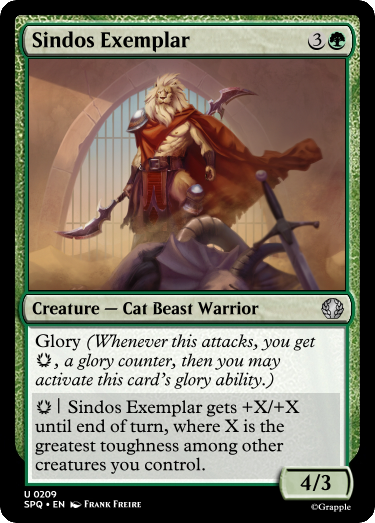 Sindos Exemplar 3
Creature — Cat Beast Warrior
Glory (Whenever this attacks, you get
, a glory counter, then you may
activate this card's glory ability.)
| Sindos Exemplar gets +X/+X
until end of turn, where X is the
greatest toughness among other
creatures you control.
4/3
U 0209
SPQ • EN Frank Freire
©Grapple